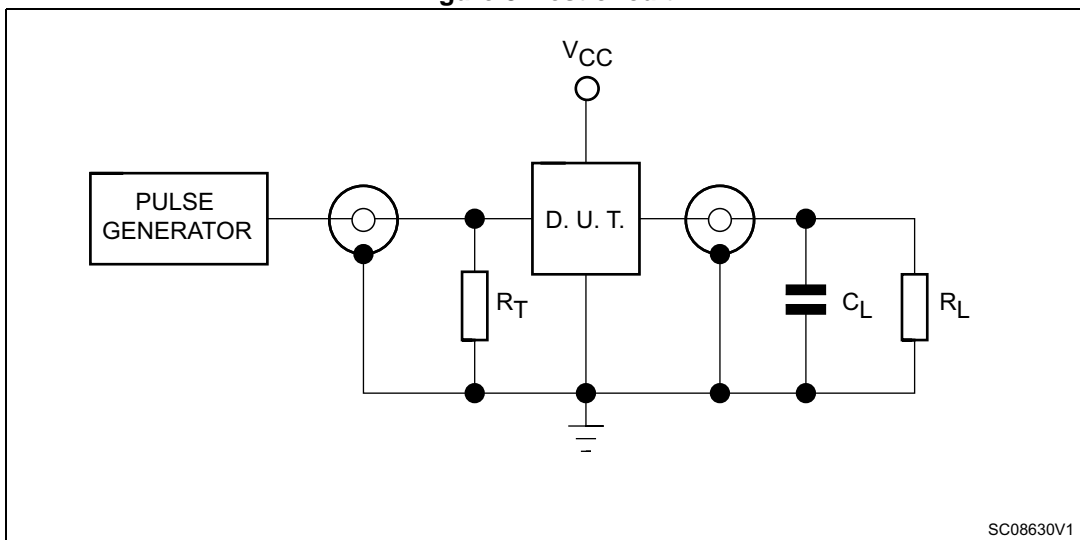 VCC
PULSE
GENERATOR
D. U. T.
RT
CL
RL
SC08630V1